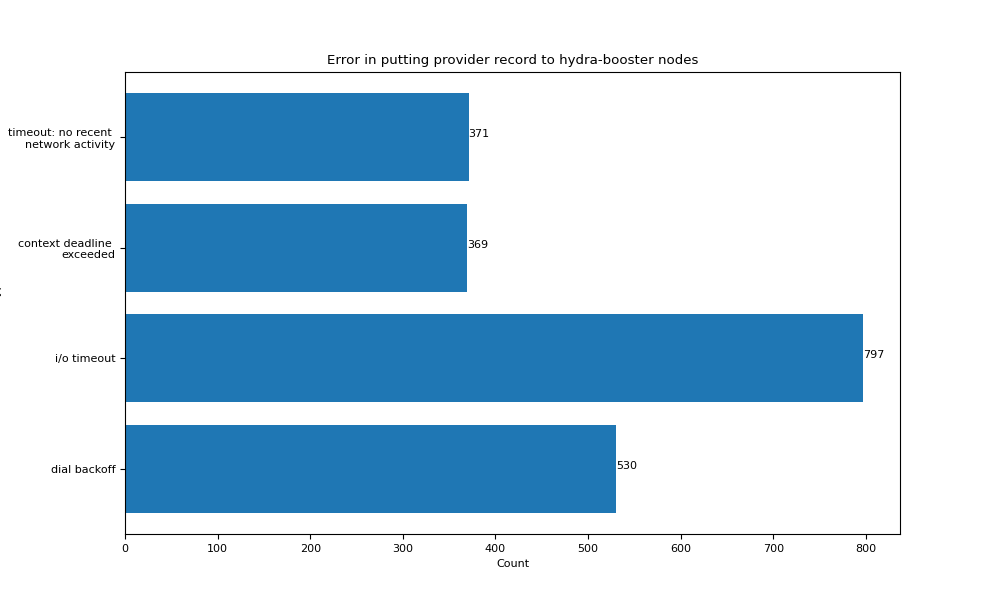 Error in putting provider record to hydra-booster nodes
timeout: no recent
network activity
371
context deadline
exceeded
369
i/o timeout
797
dial backoff
530
0 100 200 300 400 500 600 700 800
Count